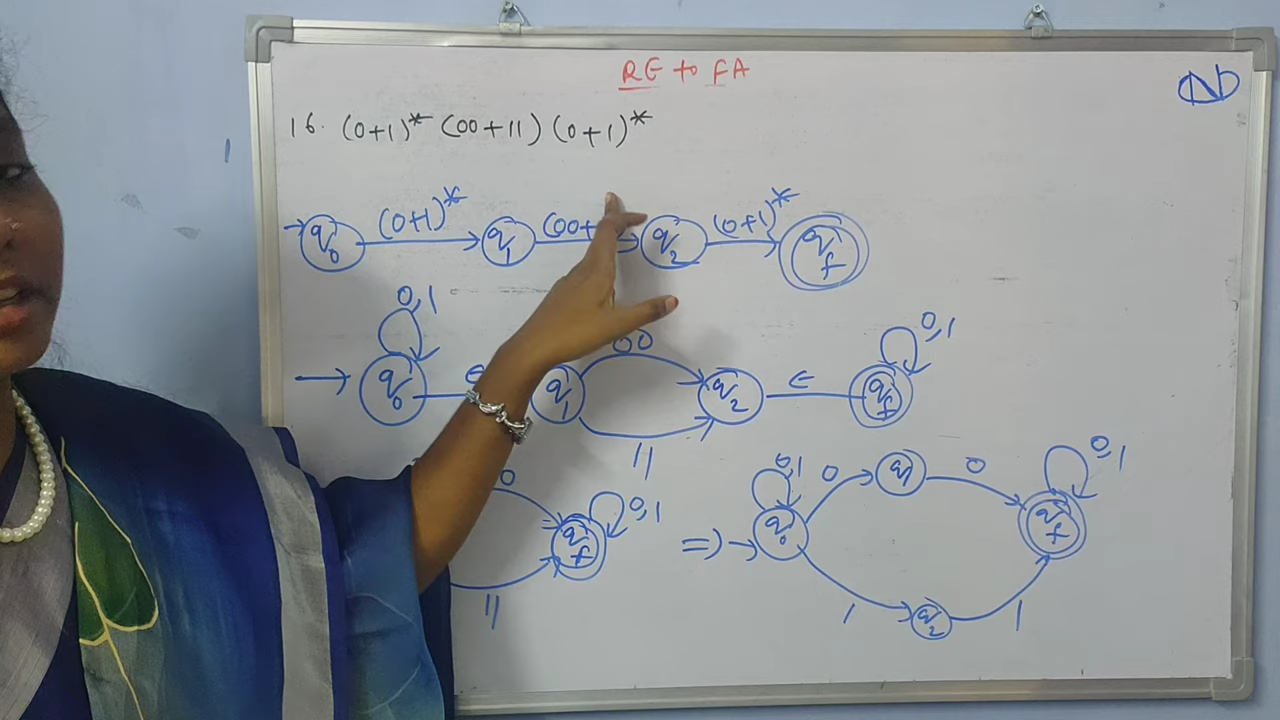 RE to FA
ND
16. (0+1)* (00+11) (0+1)*
(0+1)* (00+ (0+1)*
→ q0 q1 q2 qf
0,1 00 0,1
→ q0 q1 q2 ϵ qf
11
0 0,1 0,1 0 q1 0 0,1
qf ⇒ → q0 qf
11 1 q2 1